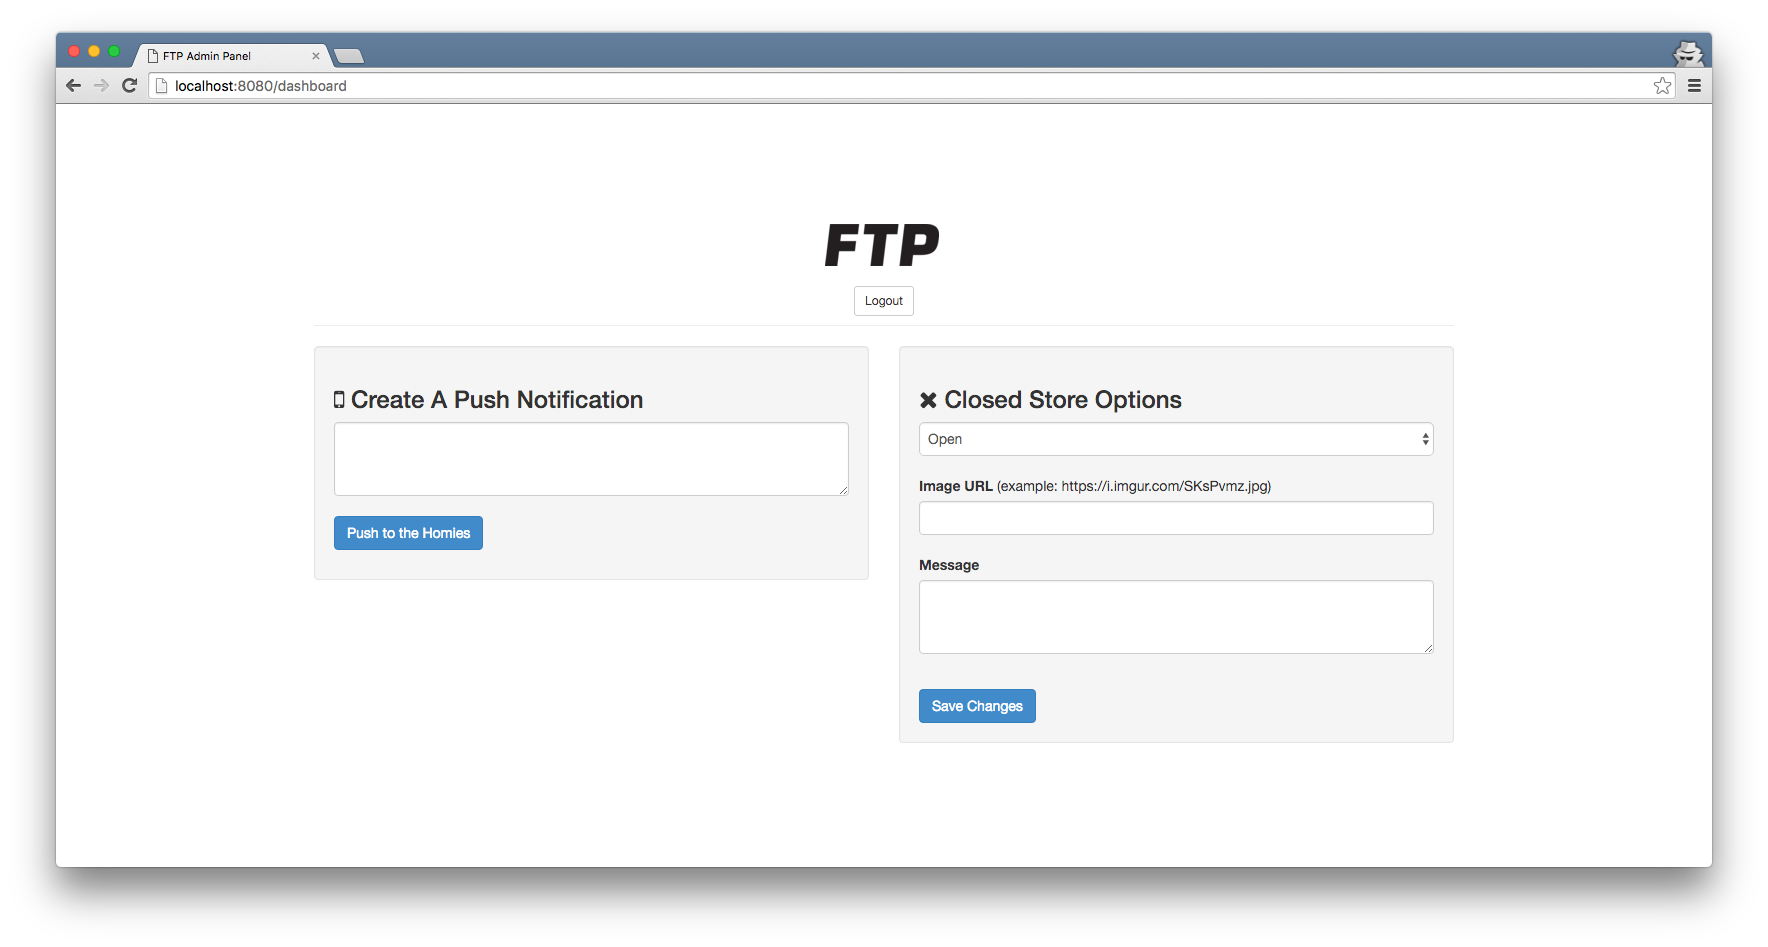 FTP Admin Panel
localhost:8080/dashboard
FTP
Logout
Create A Push Notification
Push to the Homies
Closed Store Options
Open
Image URL (example: https://i.imgur.com/SKsPvmz.jpg)
Message
Save Changes